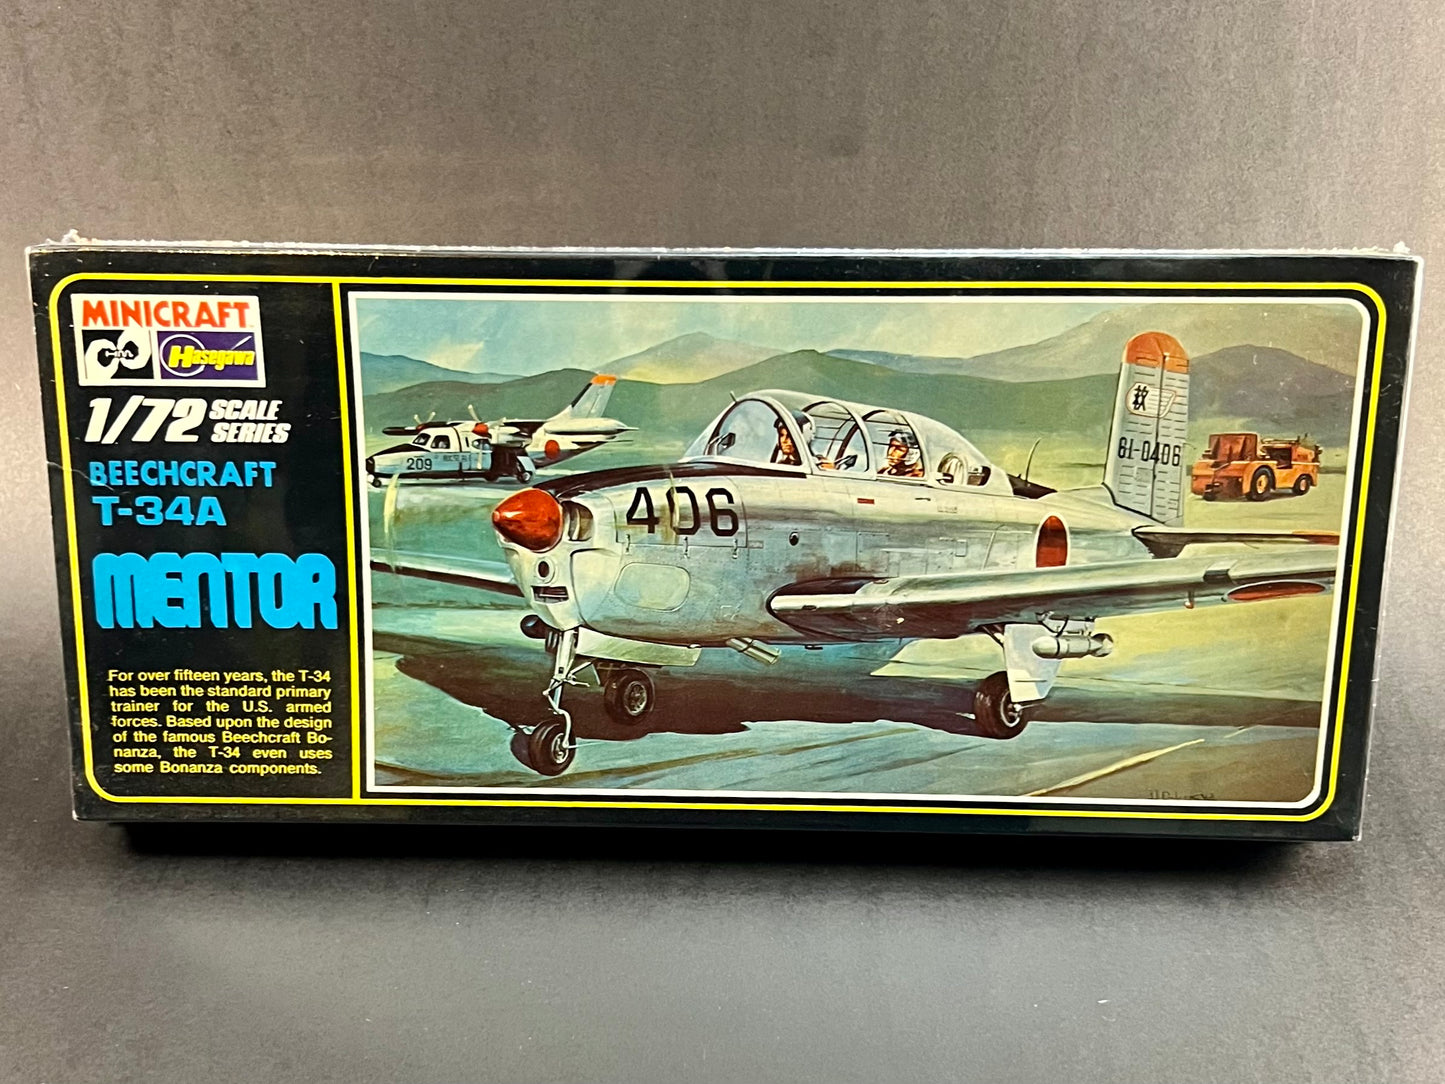 MINICRAFT
HM
Hasegawa
1/72 SCALE
SERIES
BEECHCRAFT
T-34A
MENTOR
For over fifteen years, the T-34
has been the standard primary
trainer for the U.S. armed
forces. Based upon the design
of the famous Beechcraft Bo-
nanza, the T-34 even uses
some Bonanza components.
209
406
61-0406